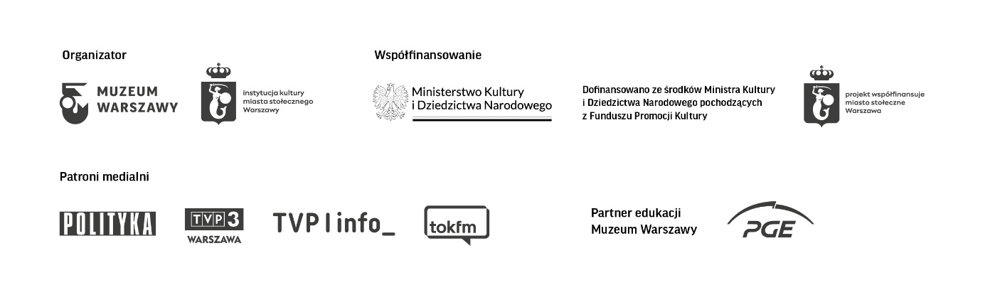 Organizator
MUZEUM
WARSZAWY
instytucja kultury
miasta stołecznego
Warszawy
Współfinansowanie
Ministerstwo Kultury
i Dziedzictwa Narodowego
Dofinansowano ze środków Ministra Kultury
i Dziedzictwa Narodowego pochodzących
z Funduszu Promocji Kultury
projekt współfinansuje
miasto stołeczne
Warszawa
Patroni medialni
POLITYKA
TVP3
WARSZAWA
TVP info_
tokfm
Partner edukacji
Muzeum Warszawy
PGE